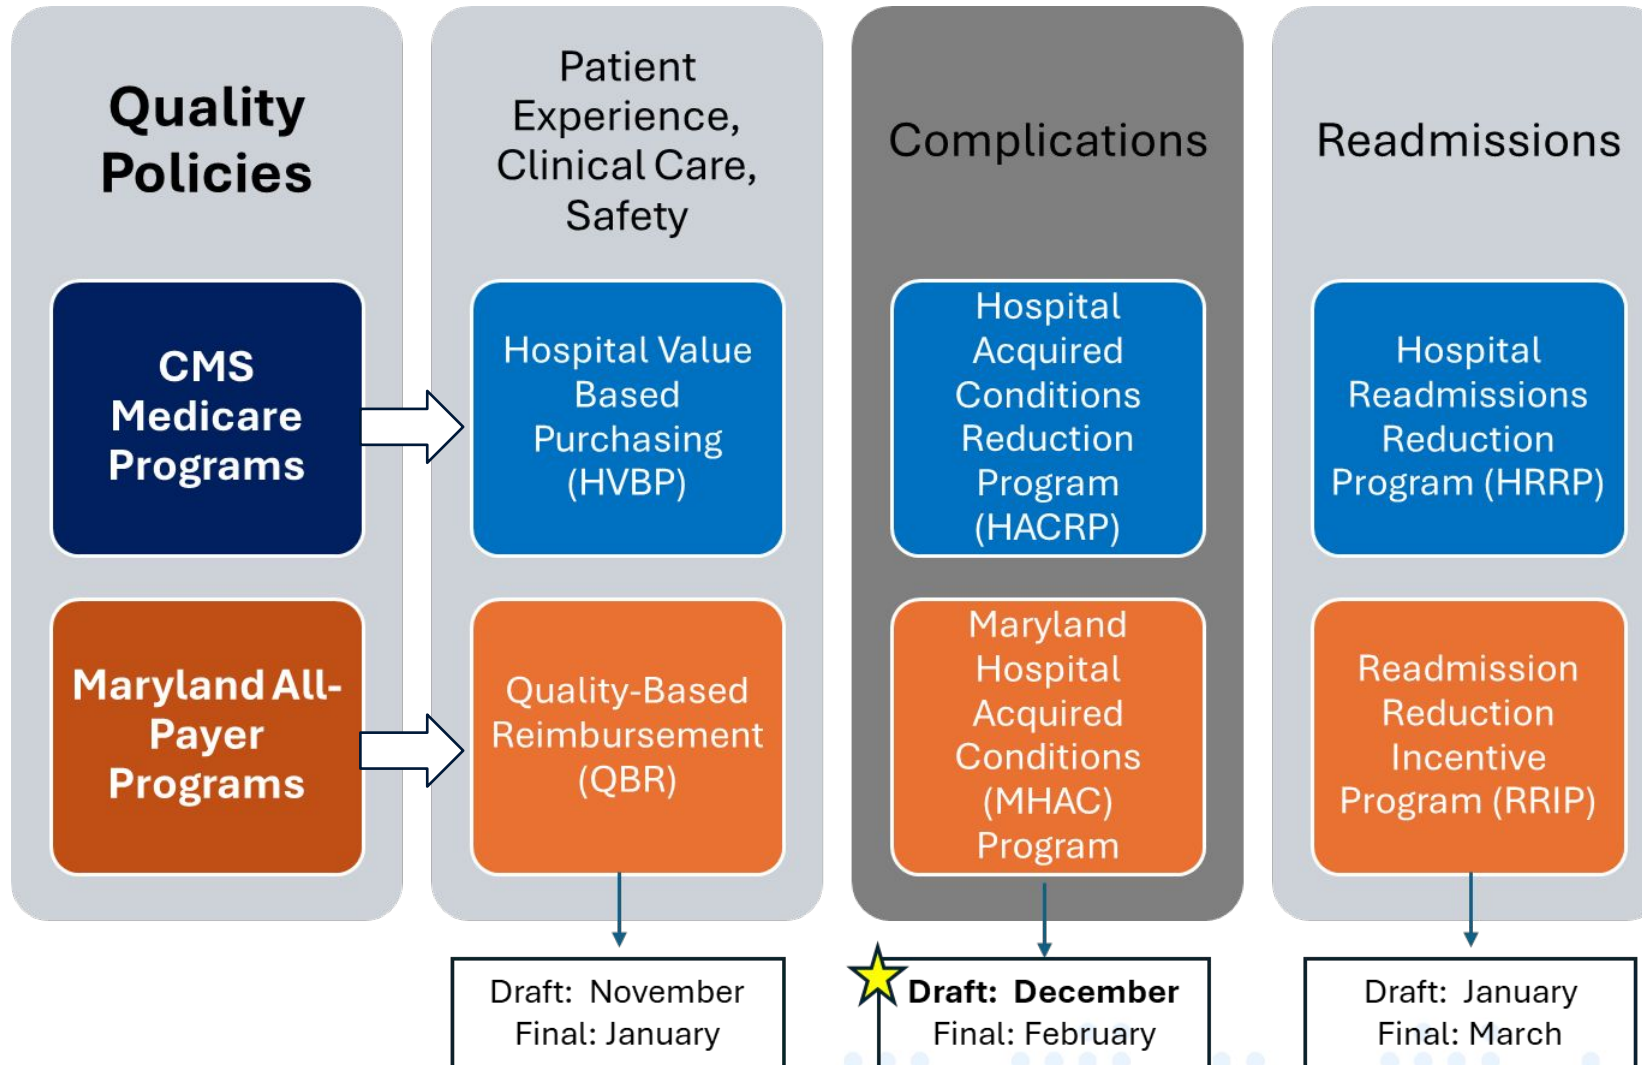 Quality
Policies
Patient
Experience,
Clinical Care,
Safety
Complications
Readmissions
CMS
Medicare
Programs
Hospital Value
Based
Purchasing
(HVBP)
Hospital
Acquired
Conditions
Reduction
Program
(HACRP)
Hospital
Readmissions
Reduction
Program (HRRP)
Maryland All-
Payer
Programs
Quality-Based
Reimbursement
(QBR)
Maryland
Hospital
Acquired
Conditions
(MHAC)
Program
Readmission
Reduction
Incentive
Program (RRIP)
Draft: November
Final: January
Draft: December
Final: February
Draft: January
Final: March